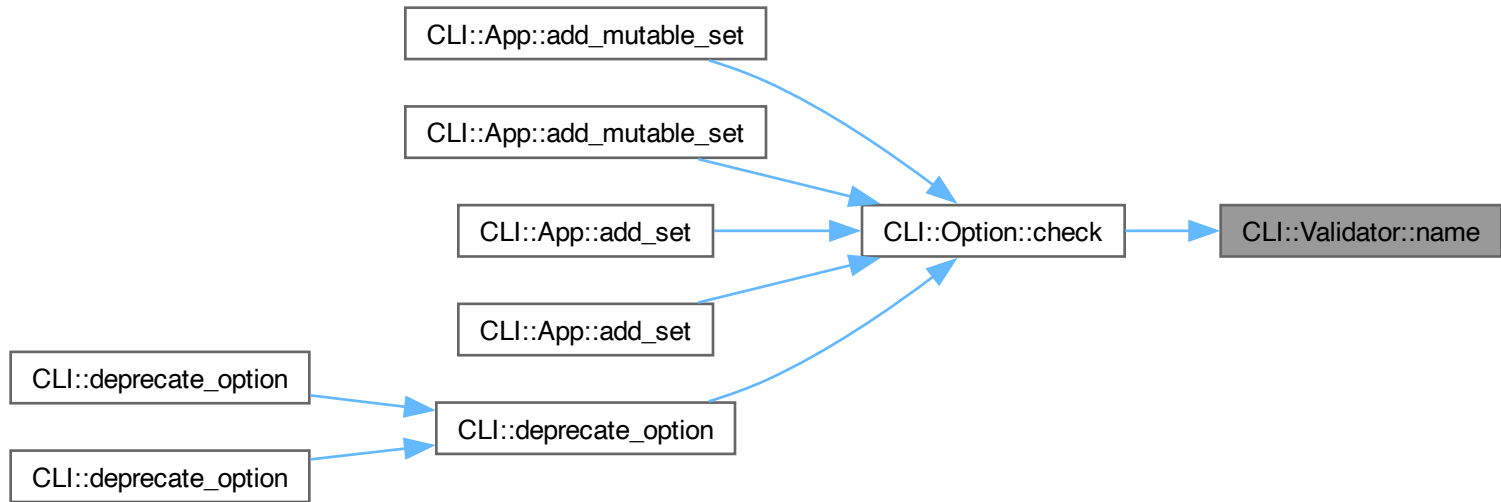 CLI::App::add_mutable_set
CLI::App::add_mutable_set
CLI::App::add_set
CLI::Option::check
CLI::Validator::name
CLI::App::add_set
CLI::deprecate_option
CLI::deprecate_option
CLI::deprecate_option